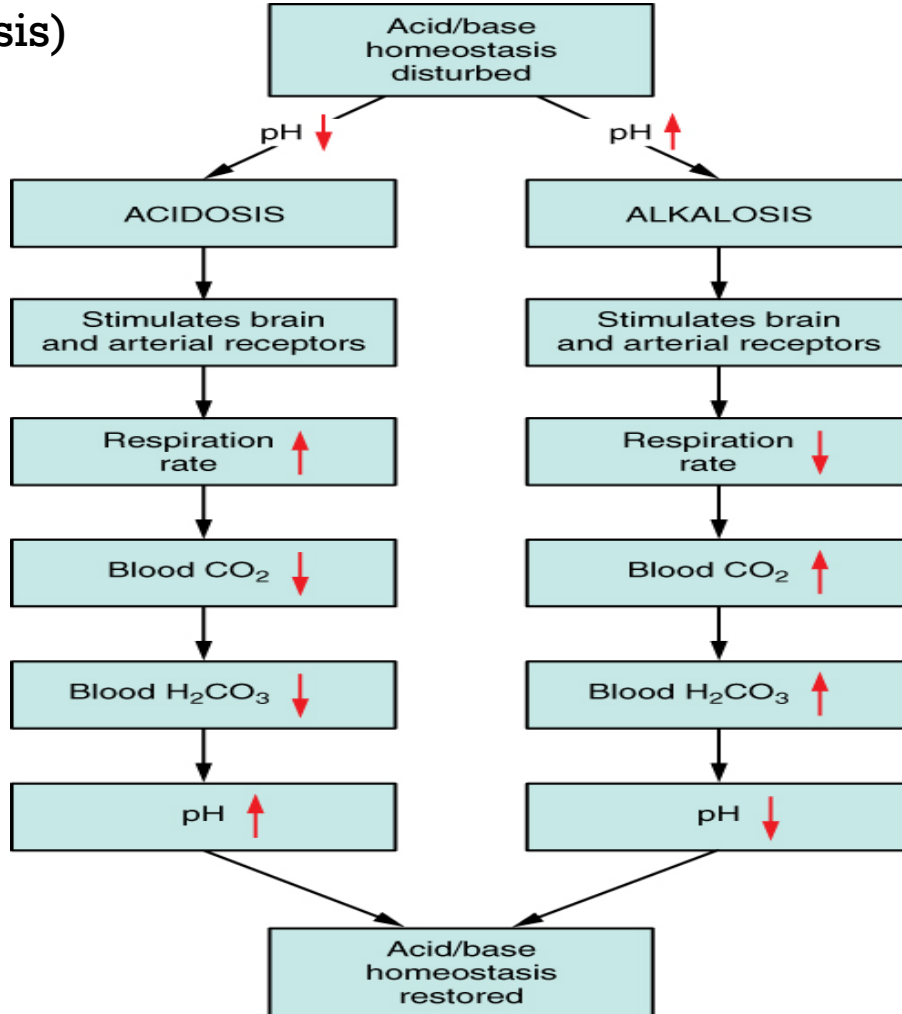 sis)
Acid/base
homeostasis
disturbed
pH
pH
ACIDOSIS
ALKALOSIS
Stimulates brain
and arterial receptors
Stimulates brain
and arterial receptors
Respiration
rate
Respiration
rate
Blood CO₂
Blood CO₂
Blood H₂CO₃
Blood H₂CO₃
pH
pH
Acid/base
homeostasis
restored